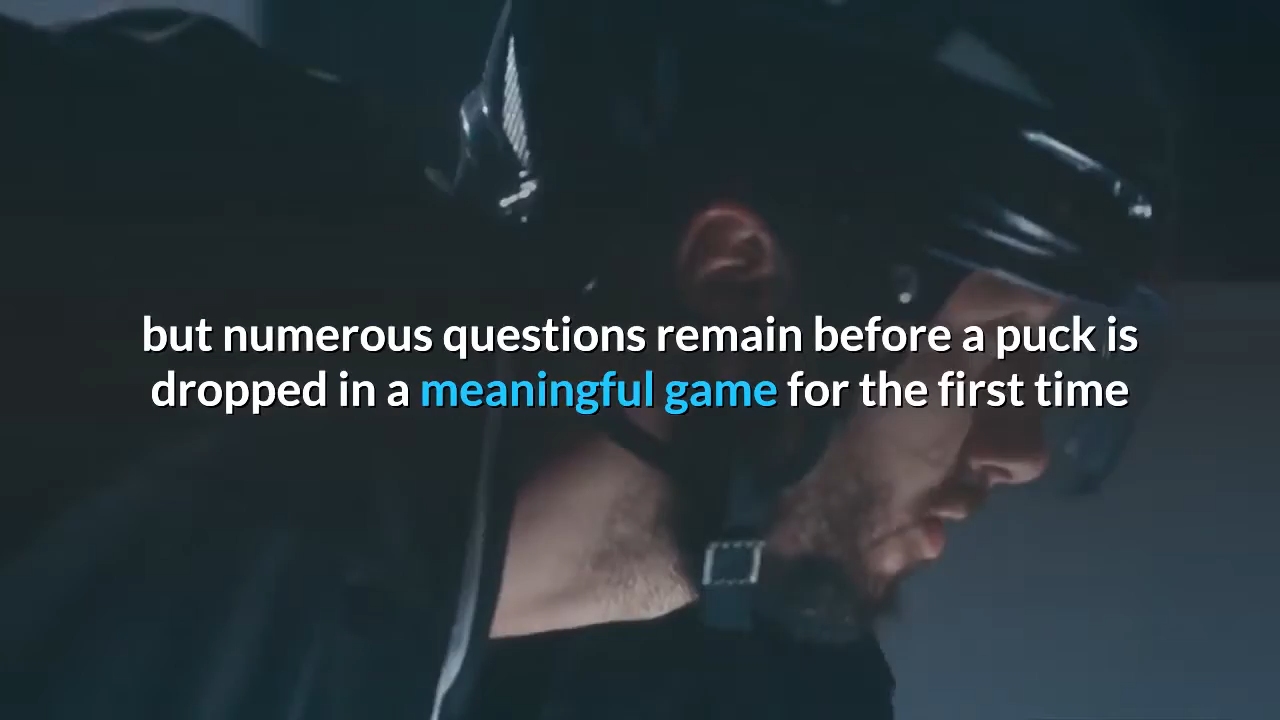 but numerous questions remain before a puck is
dropped in a meaningful game for the first time